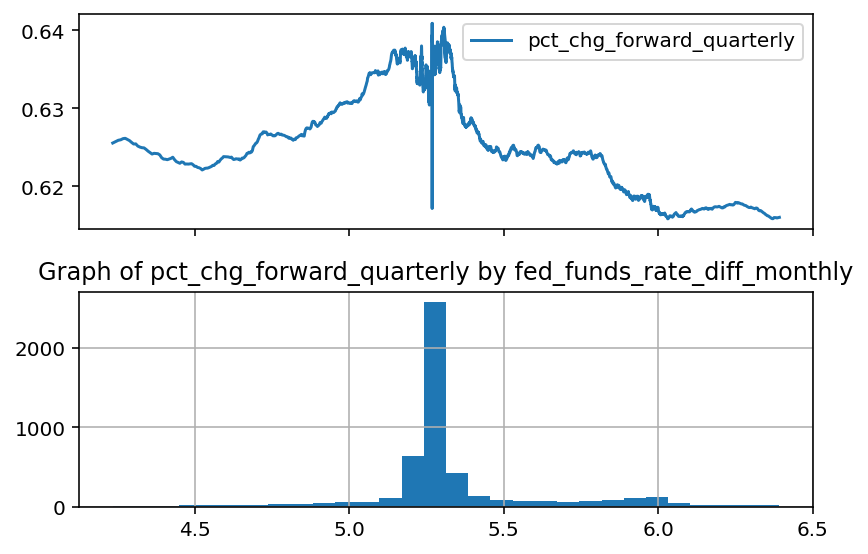 0.64
pct_chg_forward_quarterly
0.63
0.62
Graph of pct_chg_forward_quarterly by fed_funds_rate_diff_monthly
2000
1000
0
4.5 5.0 5.5 6.0 6.5